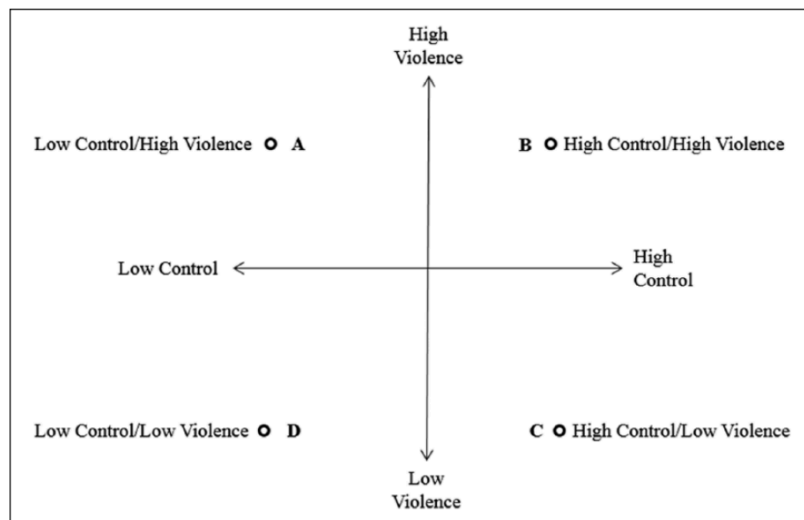 High
Violence
Low Control/High Violence A
B High Control/High Violence
Low Control
High
Control
Low Control/Low Violence D
C High Control/Low Violence
Low
Violence